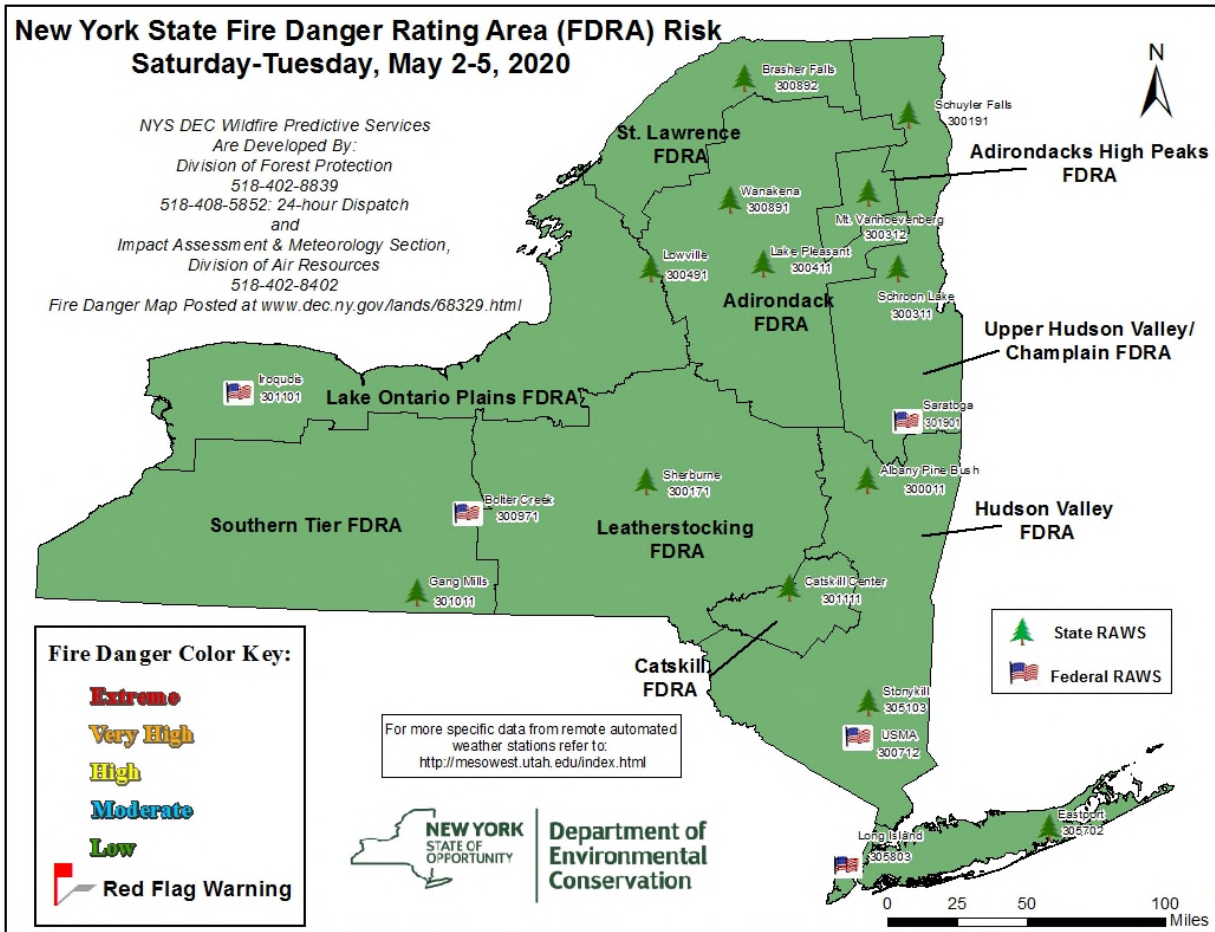 New York State Fire Danger Rating Area (FDRA) Risk
Saturday-Tuesday, May 2-5, 2020
NYS DEC Wildfire Predictive Services
Are Developed By:
Division of Forest Protection
518-402-8839
518-408-5852: 24-hour Dispatch
and
Impact Assessment & Meteorology Section,
Division of Air Resources
518-402-8402
Fire Danger Map Posted at www.dec.ny.gov/lands/68329.html
N
Brasher Falls
300892
Schuyler Falls
300191
St. Lawrence
FDRA
Adirondacks High Peaks
FDRA
Wanakena
300891
Mt. Vanhoevenberg
300312
Lowville
300491
Lake Pleasant
300411
Schroon Lake
300311
Adirondack
FDRA
Upper Hudson Valley/
Champlain FDRA
Iroquois
301101
Lake Ontario Plains FDRA
Saratoga
301901
Sherburne
300171
Albany Pine Bush
300011
Bolter Creek
300971
Southern Tier FDRA
Leatherstocking
FDRA
Hudson Valley
FDRA
Gang Mills
301011
Catskill Center
301111
Catskill
FDRA
Stonykill
305103
USMA
300712
Eastport
305702
Long Island
305803
State RAWS
Federal RAWS
Fire Danger Color Key:
Extreme
Very High
High
Moderate
Low
Red Flag Warning
For more specific data from remote automated
weather stations refer to:
http://mesowest.utah.edu/index.html
NEW YORK
STATE OF
OPPORTUNITY
Department of
Environmental
Conservation
0 25 50 100
Miles